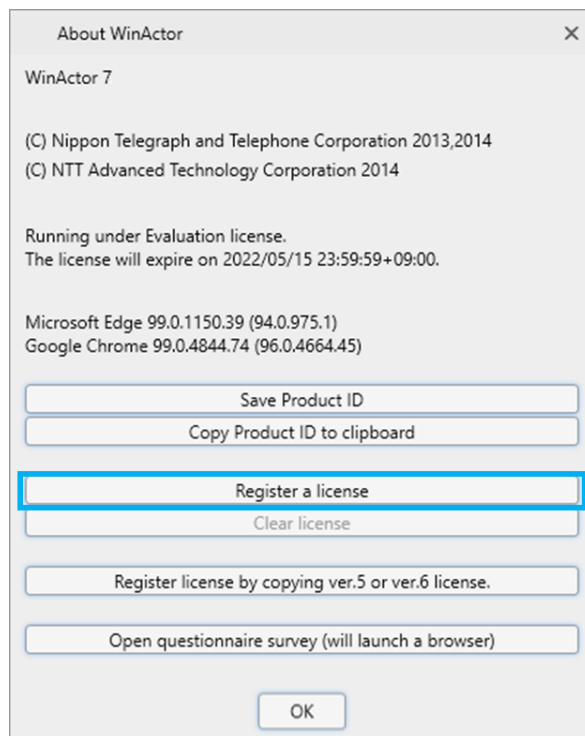 About WinActor
WinActor 7
(C) Nippon Telegraph and Telephone Corporation 2013,2014
(C) NTT Advanced Technology Corporation 2014
Running under Evaluation license.
The license will expire on 2022/05/15 23:59:59+09:00.
Microsoft Edge 99.0.1150.39 (94.0.975.1)
Google Chrome 99.0.4844.74 (96.0.4664.45)
Save Product ID
Copy Product ID to clipboard
Register a license
Clear license
Register license by copying ver.5 or ver.6 license.
Open questionnaire survey (will launch a browser)
OK